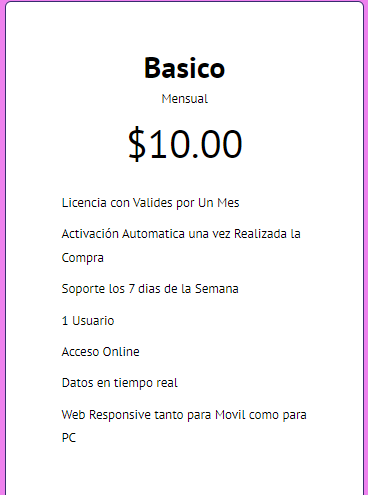 Basico
Mensual
$10.00
Licencia con Valides por Un Mes
Activación Automatica una vez Realizada la
Compra
Soporte los 7 dias de la Semana
1 Usuario
Acceso Online
Datos en tiempo real
Web Responsive tanto para Movil como para
PC